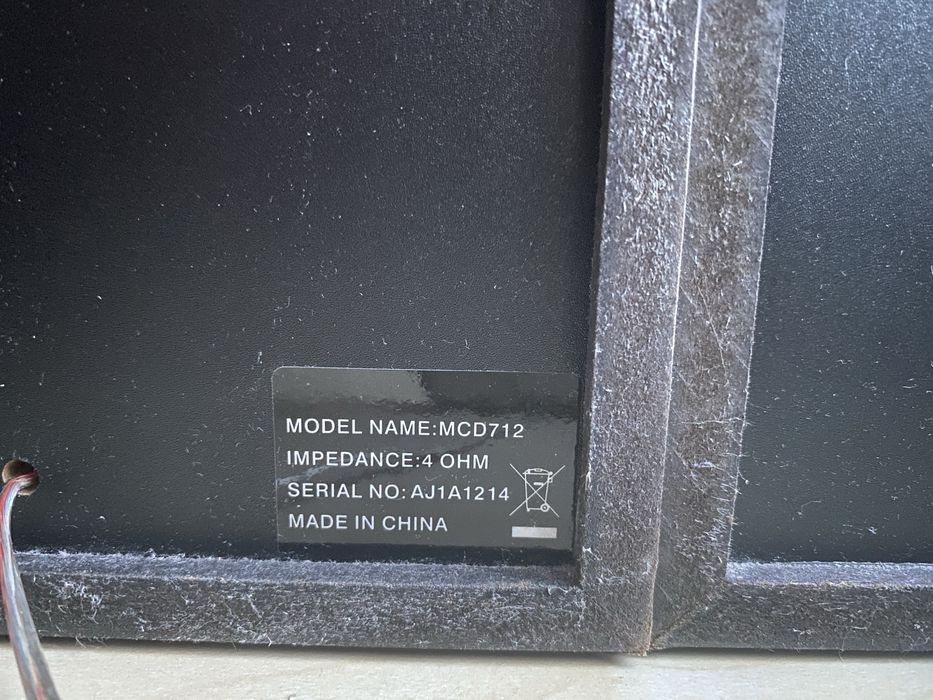 MODEL NAME:MCD712
IMPEDANCE:4 OHM
SERIAL NO: AJ1A1214
MADE IN CHINA